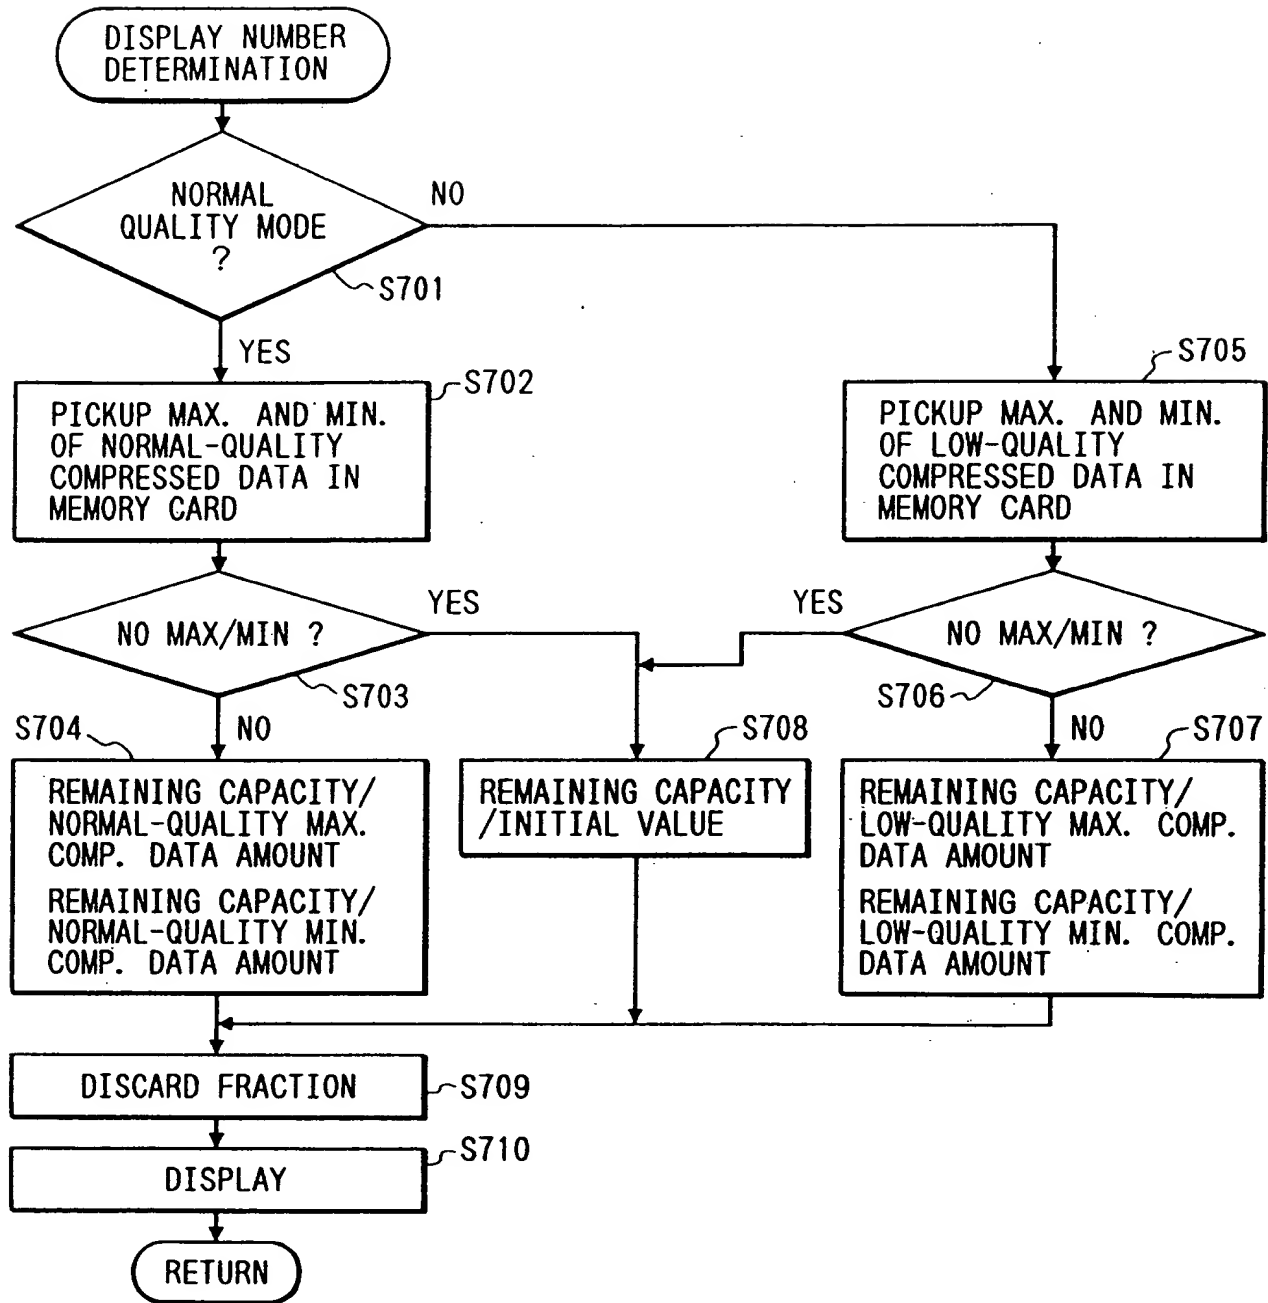 DISPLAY NUMBER
DETERMINATION
NORMAL
QUALITY MODE
?
NO
S701
YES
S702
PICKUP MAX. AND MIN.
OF NORMAL-QUALITY
COMPRESSED DATA IN
MEMORY CARD
S705
PICKUP MAX. AND MIN.
OF LOW-QUALITY
COMPRESSED DATA IN
MEMORY CARD
NO MAX/MIN ?
YES
S703
NO
YES
NO MAX/MIN ?
S706
NO
S704
REMAINING CAPACITY/
NORMAL-QUALITY MAX.
COMP. DATA AMOUNT
REMAINING CAPACITY/
NORMAL-QUALITY MIN.
COMP. DATA AMOUNT
S708
REMAINING CAPACITY
/INITIAL VALUE
S707
REMAINING CAPACITY/
LOW-QUALITY MAX. COMP.
DATA AMOUNT
REMAINING CAPACITY/
LOW-QUALITY MIN. COMP.
DATA AMOUNT
DISCARD FRACTION
S709
DISPLAY
S710
RETURN